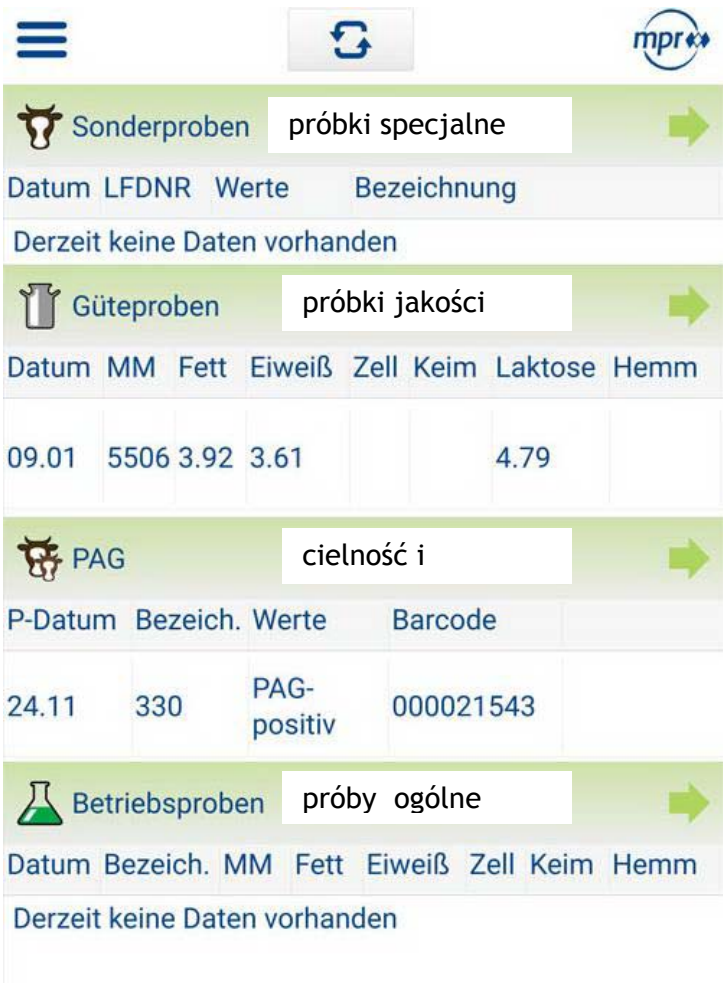 mpr
Sonderproben próbki specjalne
Datum LFDNR Werte Bezeichnung
Derzeit keine Daten vorhanden
Güteproben próbki jakości
Datum MM Fett Eiweiß Zell Keim Laktose Hemm
09.01 5506 3.92 3.61 4.79
PAG cielność i
P-Datum Bezeich. Werte Barcode
24.11 330 PAG-
positiv 000021543
Betriebsproben próby ogólne
Datum Bezeich. MM Fett Eiweiß Zell Keim Hemm
Derzeit keine Daten vorhanden